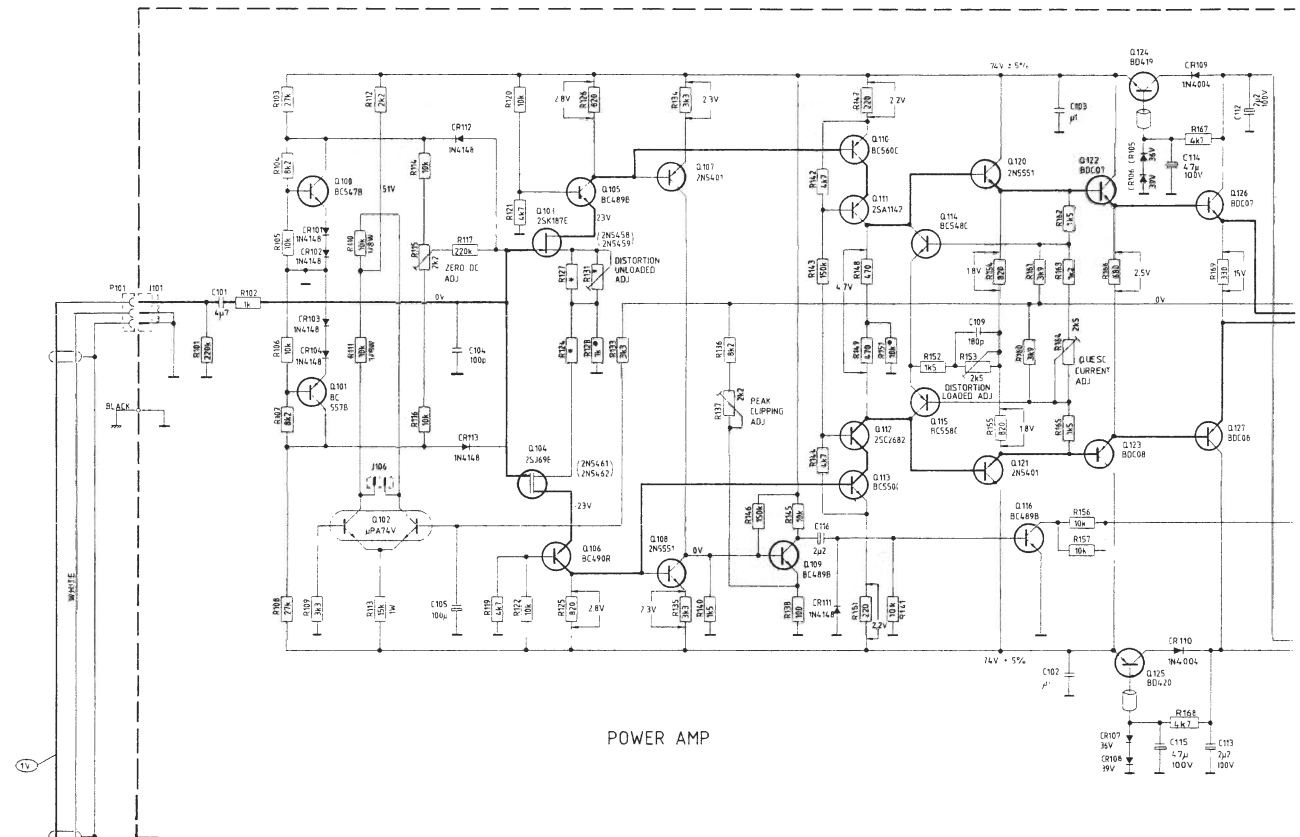 Q124
BD419
CR109
1N4004
74V ± 5%
R103
27k
R112
2k2
R120
10k
2.8V
R126
820
R134
3k3
2.3V
R147
220
2.2V
C103
C112
2µ2
100V
R167
4k7
CR105
36V
CR106
39V
C114
4.7µ
100V
CR112
1N4148
R104
8k2
Q100
BC547B
51V
R114
10k
Q105
BC489B
Q107
2N5401
Q110
BC560C
R142
4k7
Q111
2SA1147
Q120
2N5551
Q122
BDC07
Q126
BDC07
R121
4k7
Q103
2SK187E
23V
(2N5458
2N5459)
DISTORTION
UNLOADED
ADJ
R105
10k
CR101
1N4148
CR102
1N4148
R110
10k
1/8W
R115
2k2
R117
220k
ZERO DC
ADJ
R127
*
R131
*
R143
150k
R148
470
4.7V
Q114
BC548C
R162
1k5
1.8V
R154
820
R161
3k9
R163
1k2
R166
680
2.5V
R169
330
15V
P101
J101
C101
4µ7
R102
1k
0V
0V
R101
220k
CR103
1N4148
CR104
1N4148
R106
10k
R111
10k
1/8W
C104
100p
R124
*
R128
1k
*
R133
3k3
R136
8k2
R149
470
R151
10k
*
C109
180p
R152
1k5
R153
2k5
DISTORTION
LOADED ADJ
R160
3k9
R164
2k5
QUESC
CURRENT
ADJ
R137
2k2
PEAK
CLIPPING
ADJ
Q101
BC
557B
BLACK
R107
8k2
R116
10k
CR113
1N4148
Q104
2SJ69E
(2N5461
2N5462)
23V
Q112
2SC2682
Q115
BC558C
R155
820
1.8V
R165
1k5
Q123
BDC08
Q127
BDC08
R144
4k7
Q113
BC550C
Q121
2N5401
J106
Q102
µPA74V
R146
150k
R145
10k
C116
2µ2
Q116
BC489B
R156
10k
R157
10k
Q106
BC490R
Q108
2N5551
0V
Q109
BC489B
WHITE
R108
27k
R109
3k3
R113
15k
1W
C105
100µ
R119
4k7
R122
10k
R125
820
2.8V
R135
3k3
R140
1k5
R138
100
CR111
1N4148
220
2.2V
R141
10k
74V
5%
C102
CR110
1N4004
Q125
BD420
R168
4k7
CR107
36V
CR108
39V
C115
4.7µ
100V
C113
2µ2
100V
POWER AMP
1V